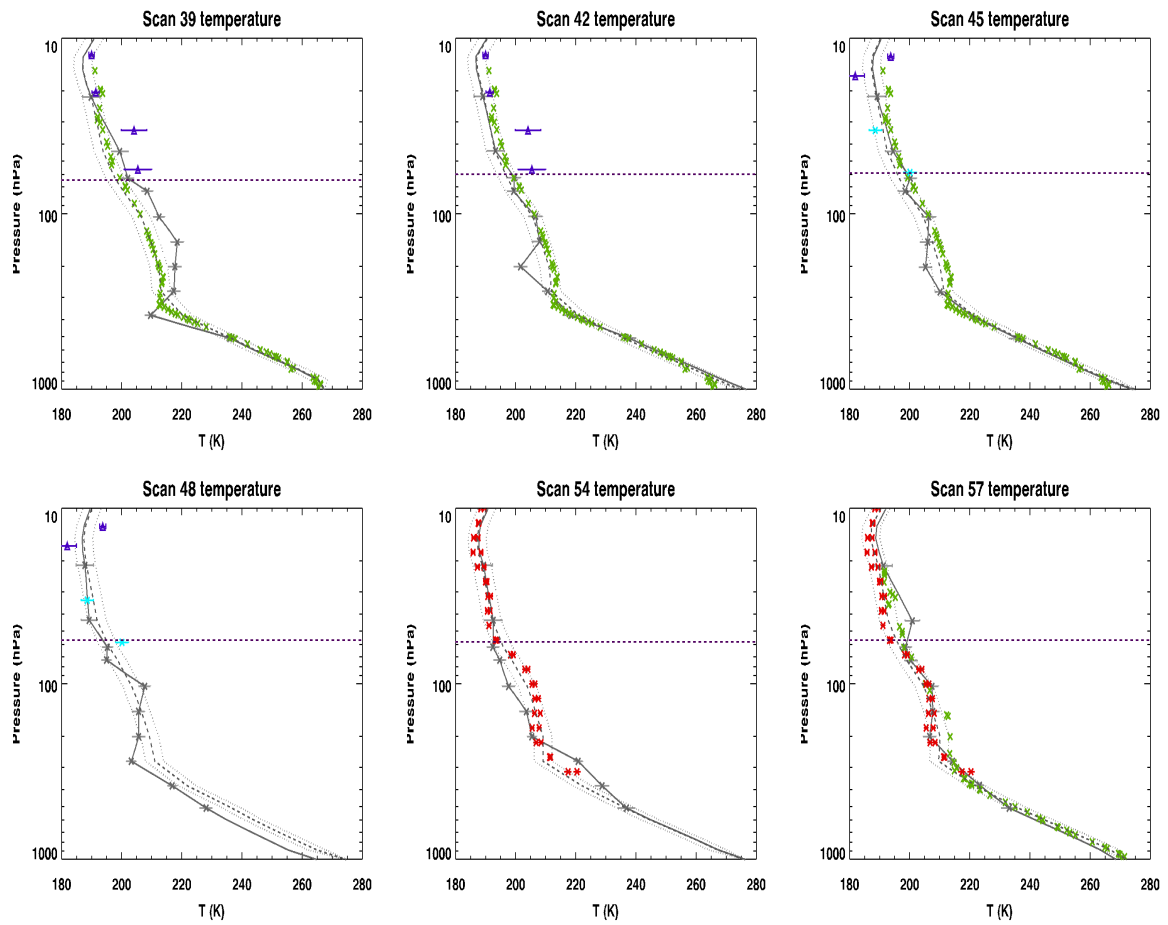 Scan 39 temperature
Pressure (hPa)
10
100
1000
180 200 220 240 260 280
T (K)
Scan 42 temperature
Pressure (hPa)
10
100
1000
180 200 220 240 260 280
T (K)
Scan 45 temperature
Pressure (hPa)
10
100
1000
180 200 220 240 260 280
T (K)
Scan 48 temperature
Pressure (hPa)
10
100
1000
180 200 220 240 260 280
T (K)
Scan 54 temperature
Pressure (hPa)
10
100
1000
180 200 220 240 260 280
T (K)
Scan 57 temperature
Pressure (hPa)
10
100
1000
180 200 220 240 260 280
T (K)